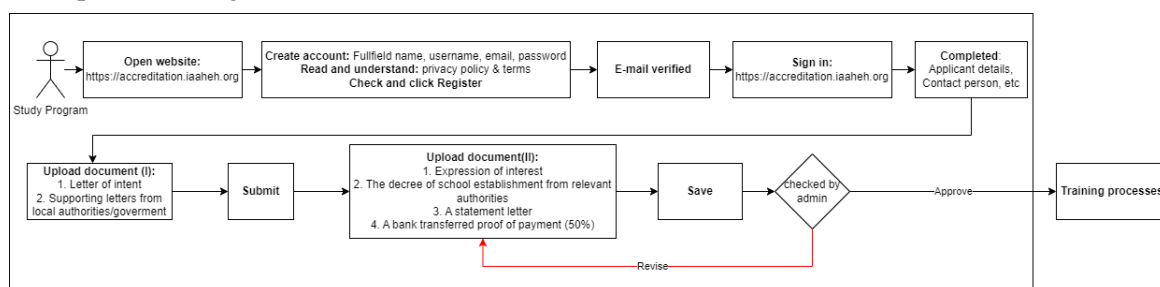 Open website:
https://accreditation.iaaheh.org
Create account: Fullfield name, username, email, password
Read and understand: privacy policy & terms
Check and click Register
E-mail verified
Sign in:
https://accreditation.iaaheh.org
Completed:
Applicant details,
Contact person, etc
Study Program
Upload document (I):
1. Letter of intent
2. Supporting letters from
local authorities/goverment
Submit
Upload document(II):
1. Expression of interest
2. The decree of school establishment from relevant
authorities
3. A statement letter
4. A bank transferred proof of payment (50%)
Save
checked by
admin
Approve
Training processes
Revise